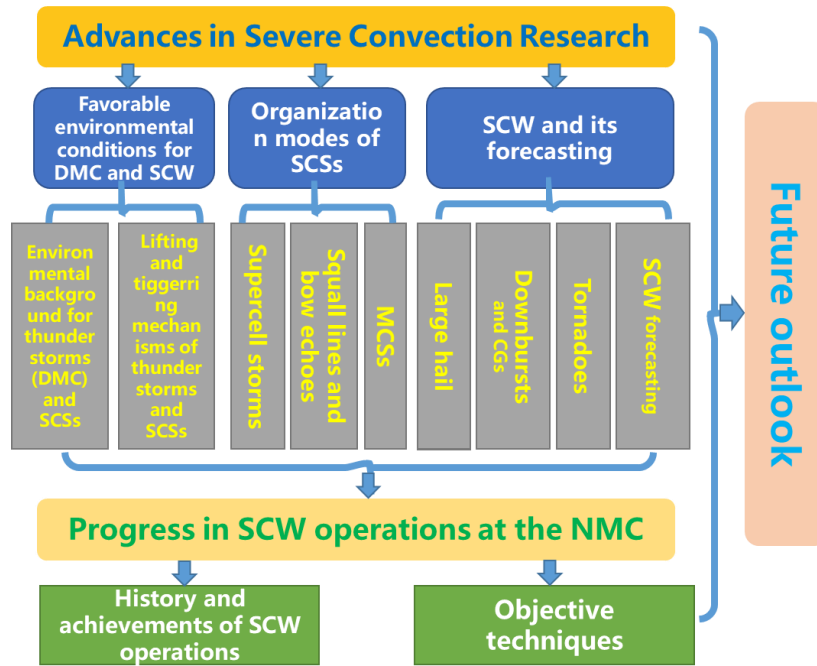 Advances in Severe Convection Research
Favorable
environmental
conditions for
DMC and SCW
Organizatio
n modes of
SCSs
SCW and its
forecasting
Environ
mental
backgro
und for
thunder
storms
(DMC)
and
SCSs
Lifting
and
tiggerri
ng
mechan
isms of
thunder
storms
and
SCSs
Supercell storms
Squall lines and
bow echoes
MCSs
Large hail
Downbursts
and CGs
Tornadoes
SCW forecasting
Progress in SCW operations at the NMC
History and
achievements of SCW
operations
Objective
techniques
Future outlook